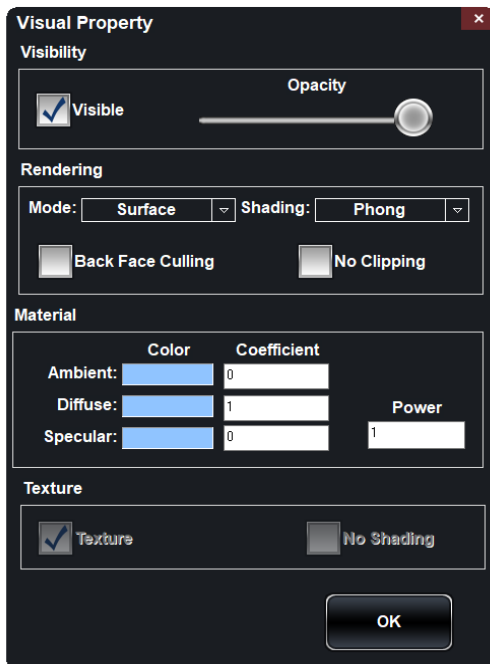 Visual Property
Visibility
Opacity
Visible
Rendering
Mode: Surface Shading: Phong
Back Face Culling No Clipping
Material
Color Coefficient
Ambient: 0
Diffuse: 1 Power
Specular: 0 1
Texture
Texture No Shading
OK